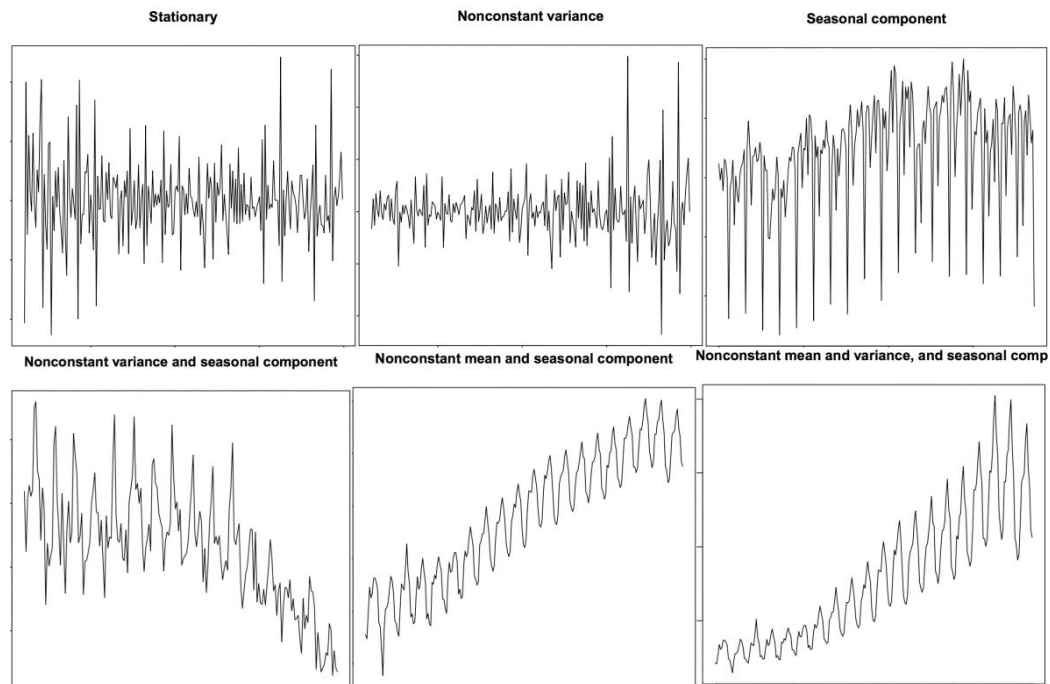 Stationary
Nonconstant variance
Seasonal component
Nonconstant variance and seasonal component
Nonconstant mean and seasonal component
Nonconstant mean and variance, and seasonal comp